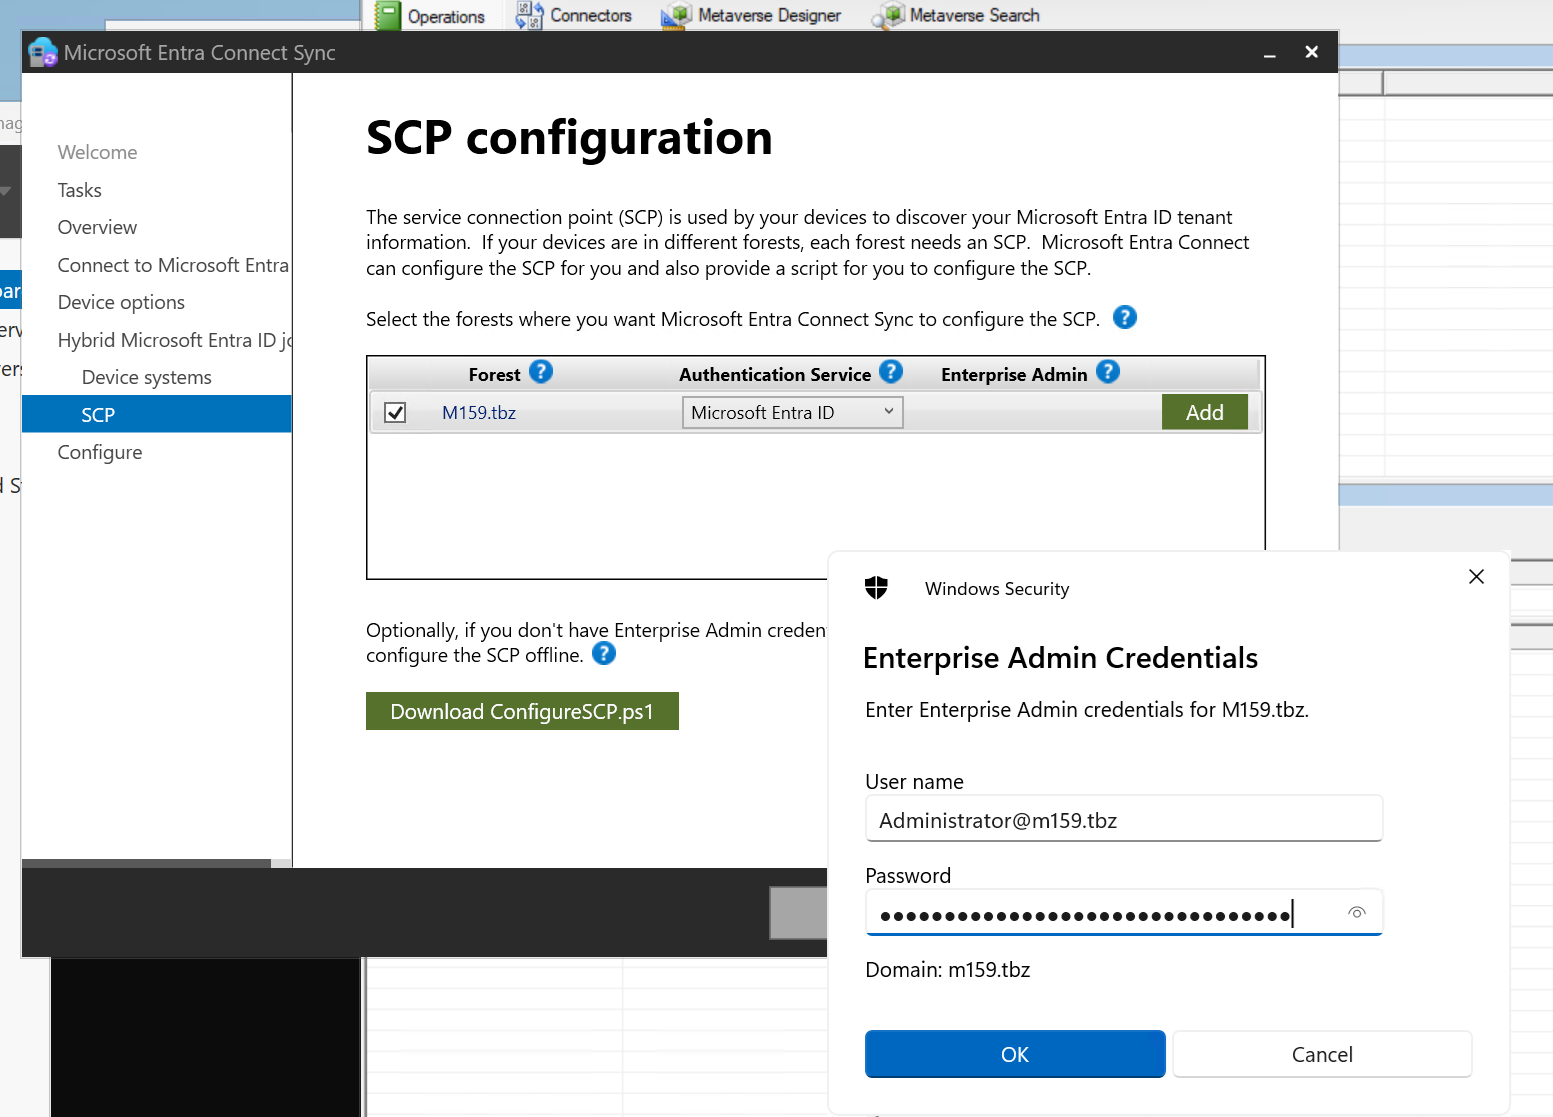 Operations
Connectors
Metaverse Designer
Metaverse Search
Microsoft Entra Connect Sync
Welcome
Tasks
Overview
Connect to Microsoft Entra
Device options
Hybrid Microsoft Entra ID jo
Device systems
SCP
Configure
SCP configuration
The service connection point (SCP) is used by your devices to discover your Microsoft Entra ID tenant
information.  If your devices are in different forests, each forest needs an SCP.  Microsoft Entra Connect
can configure the SCP for you and also provide a script for you to configure the SCP.
Select the forests where you want Microsoft Entra Connect Sync to configure the SCP. ?
Forest ? Authentication Service ? Enterprise Admin ?
M159.tbz Microsoft Entra ID Add
Optionally, if you don't have Enterprise Admin creden
configure the SCP offline. ?
Download ConfigureSCP.ps1
Windows Security
Enterprise Admin Credentials
Enter Enterprise Admin credentials for M159.tbz.
User name
Administrator@m159.tbz
Password
Domain: m159.tbz
OK
Cancel